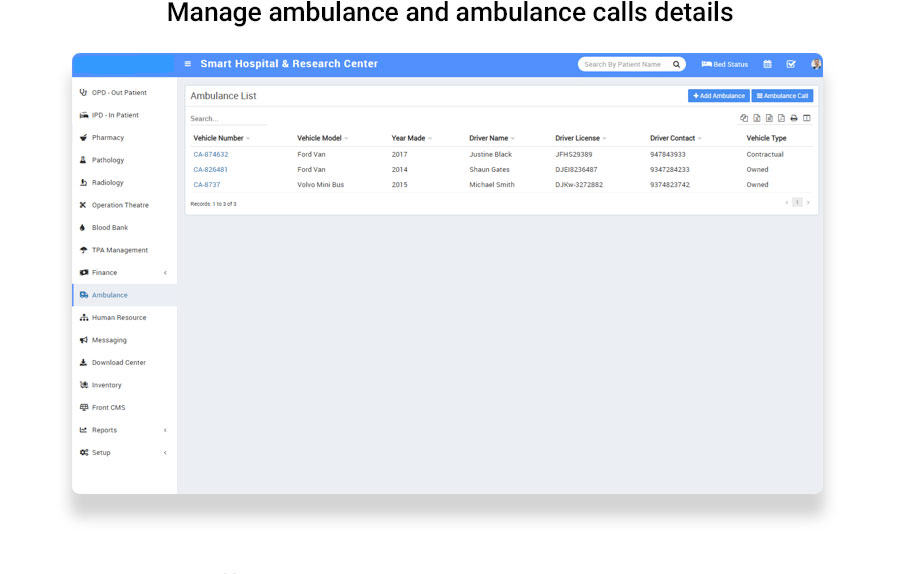 Manage ambulance and ambulance calls details
Smart Hospital & Research Center
Search By Patient Name
Bed Status
OPD - Out Patient
IPD - In Patient
Pharmacy
Pathology
Radiology
Operation Theatre
Blood Bank
TPA Management
Finance
Ambulance
Human Resource
Messaging
Download Center
Inventory
Front CMS
Reports
Setup
Ambulance List
Add Ambulance
Ambulance Call
Search...
Vehicle Number Vehicle Model Year Made Driver Name Driver License Driver Contact Vehicle Type
CA-874632 Ford Van 2017 Justine Black JFHS29389 947843933 Contractual
CA-826481 Ford Van 2014 Shaun Gates DJEI8236487 9347284233 Owned
CA-8737 Volvo Mini Bus 2015 Michael Smith DJKw-3272882 9374823742 Owned
Records: 1 to 3 of 3
1